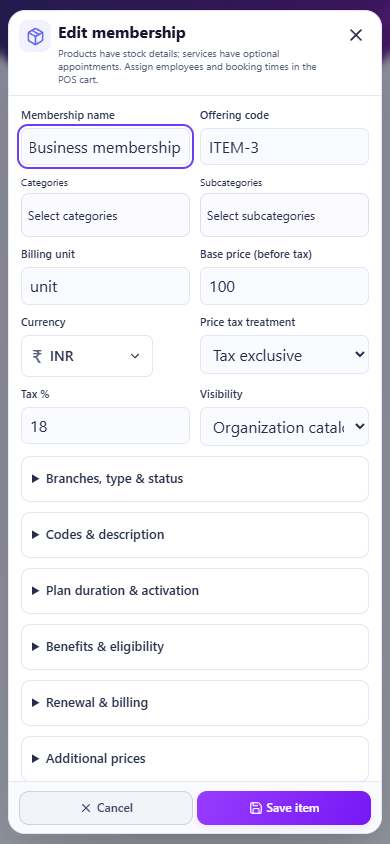 Edit membership
Products have stock details; services have optional
appointments. Assign employees and booking times in the
POS cart.
Membership name
Offering code
Business membership
ITEM-3
Categories
Subcategories
Select categories
Select subcategories
Billing unit
Base price (before tax)
unit
100
Currency
Price tax treatment
₹ INR
Tax exclusive
Tax %
Visibility
18
Organization catalo
Branches, type & status
Codes & description
Plan duration & activation
Benefits & eligibility
Renewal & billing
Additional prices
Cancel
Save item